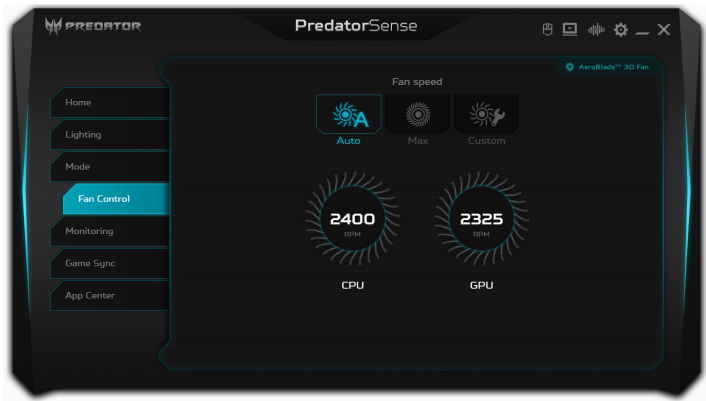 PREDATOR
PredatorSense
AeroBlade™ 3D Fan
Fan speed
Home
Lighting
Mode
Fan Control
Monitoring
Game Sync
App Center
Auto
Max
Custom
2400
RPM
2325
RPM
CPU
GPU